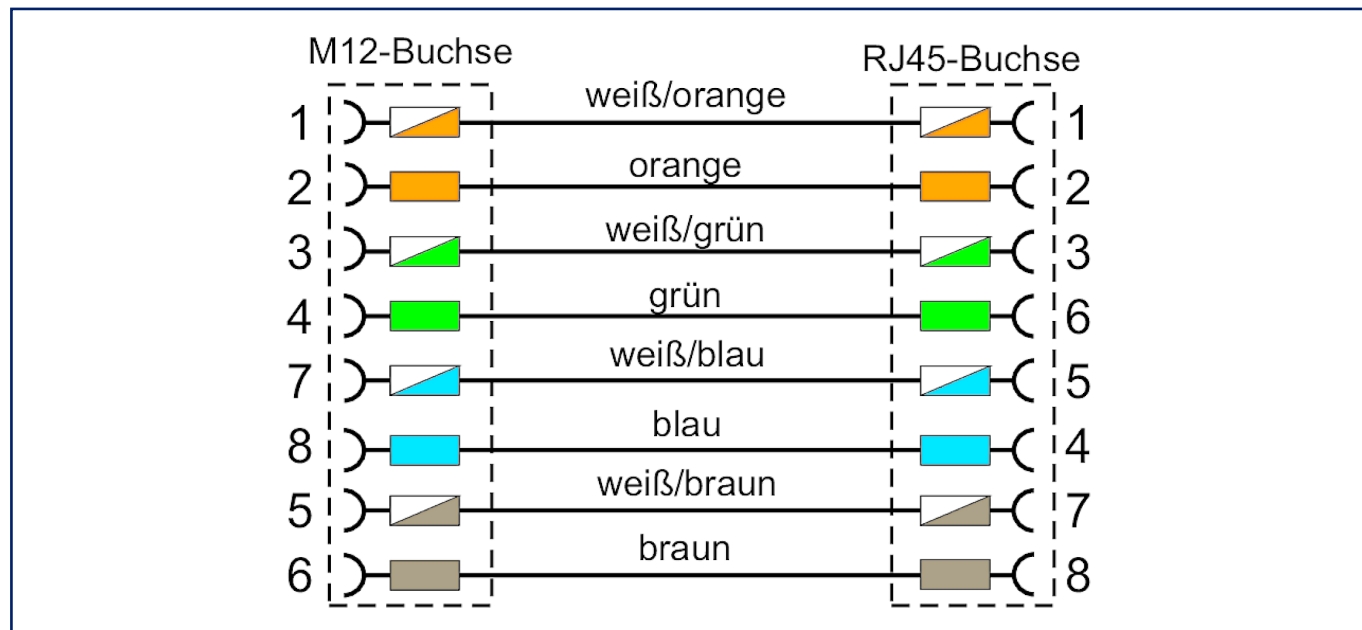 M12-Buchse RJ45-Buchse
1 weiß/orange 1
2 orange 2
3 weiß/grün 3
4 grün 6
7 weiß/blau 5
8 blau 4
5 weiß/braun 7
6 braun 8